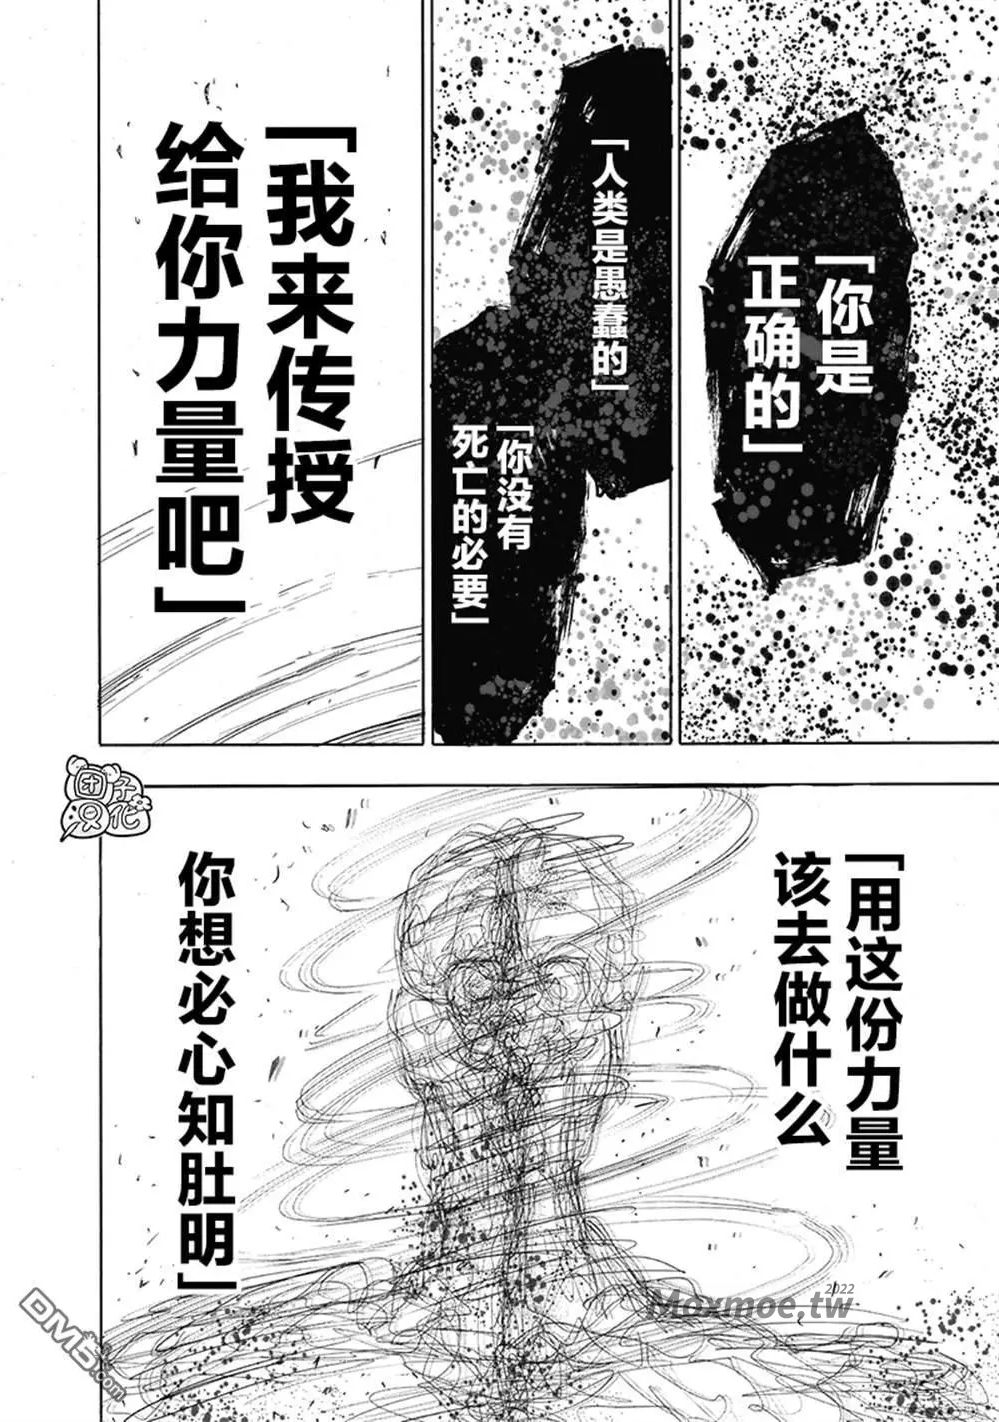 「你是
正确的」
「人类是愚蠢的」
「你没有
死亡的必要」
「我来传授
给你力量吧」
「用这份力量
该去做什么
你想必心知肚明」
团子
汉化
2022
Moxmoe.tw
DM5.com